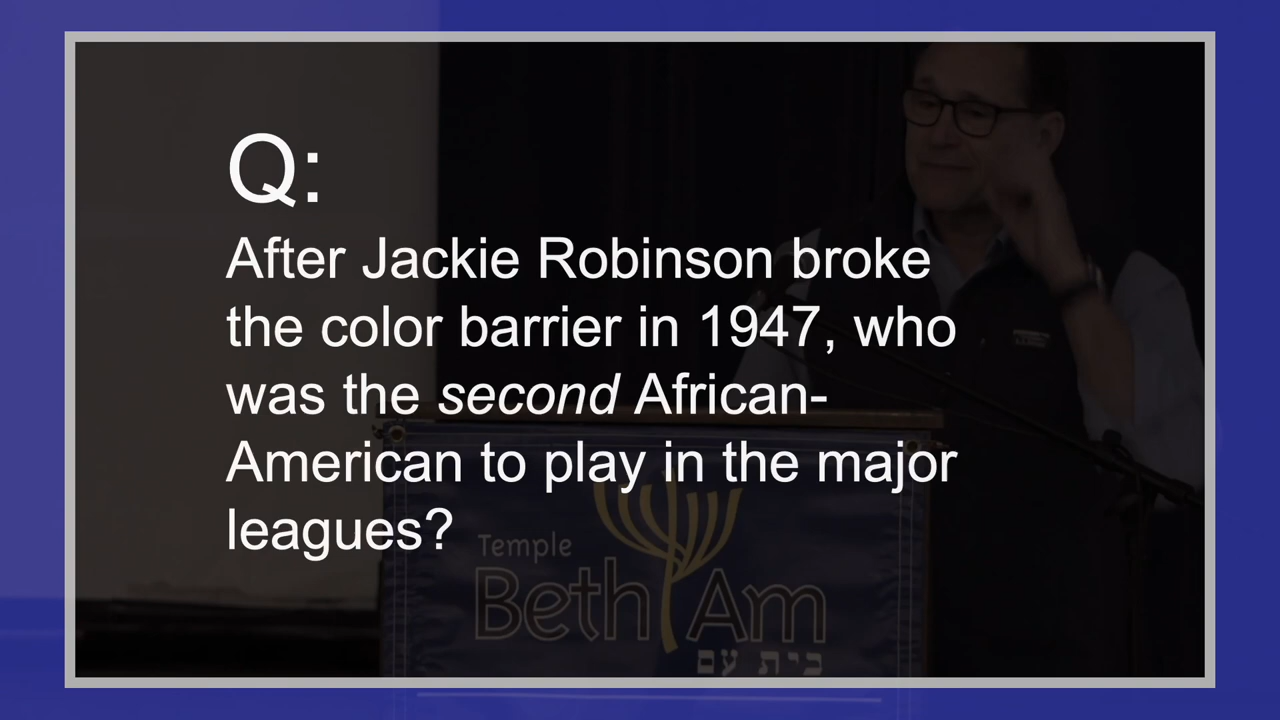 Q:
After Jackie Robinson broke
the color barrier in 1947, who
was the second African-
American to play in the major
leagues?
Temple
Beth Am
בית עם